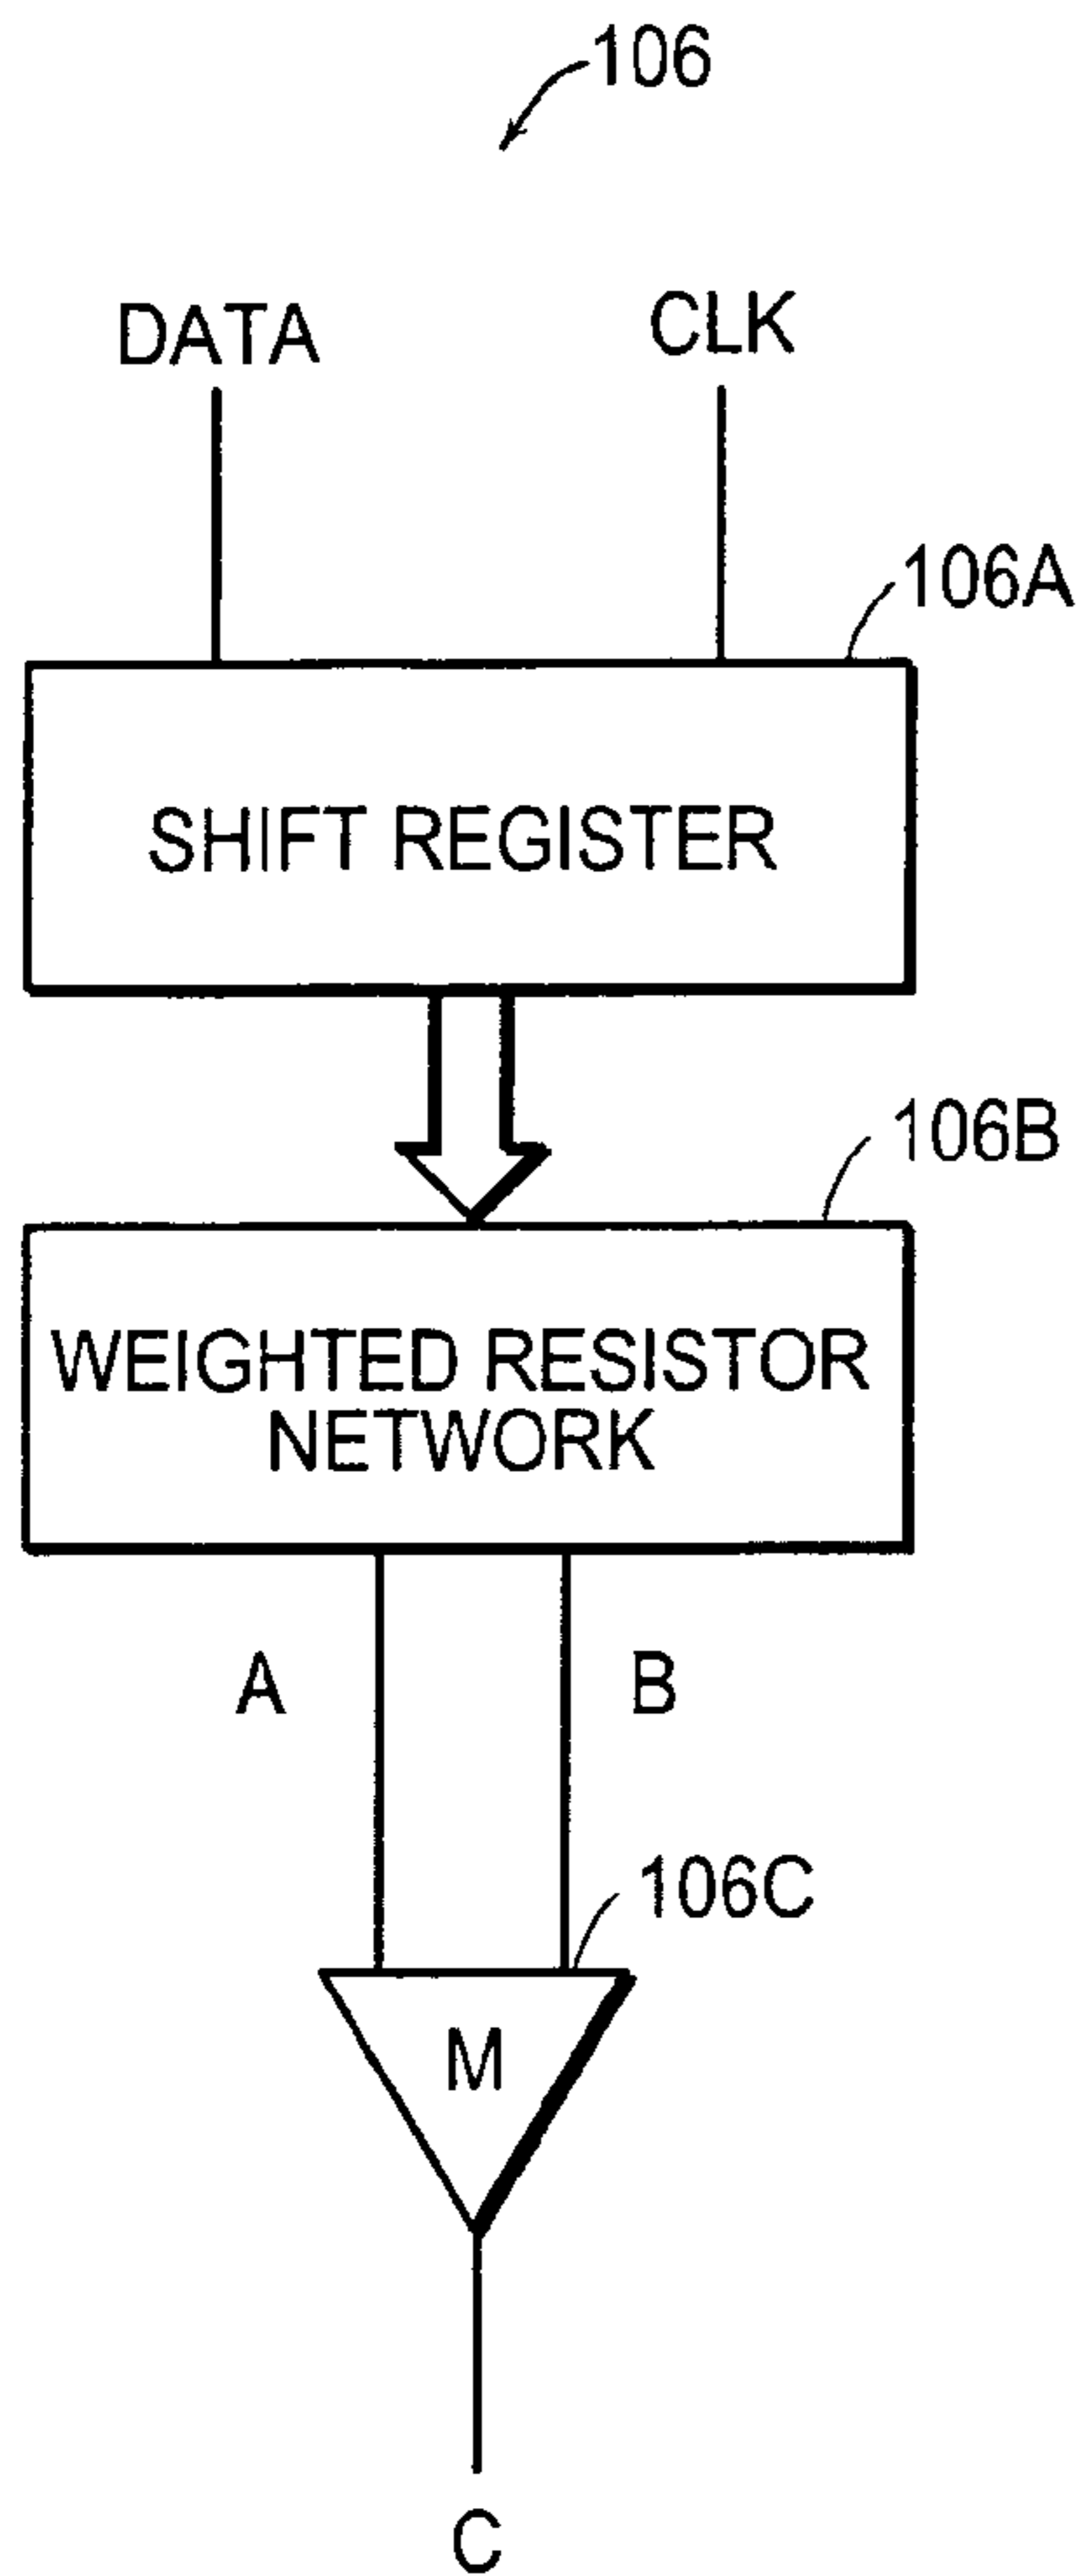 106
DATA
CLK
106A
SHIFT REGISTER
106B
WEIGHTED RESISTOR
NETWORK
A
B
106C
M
C